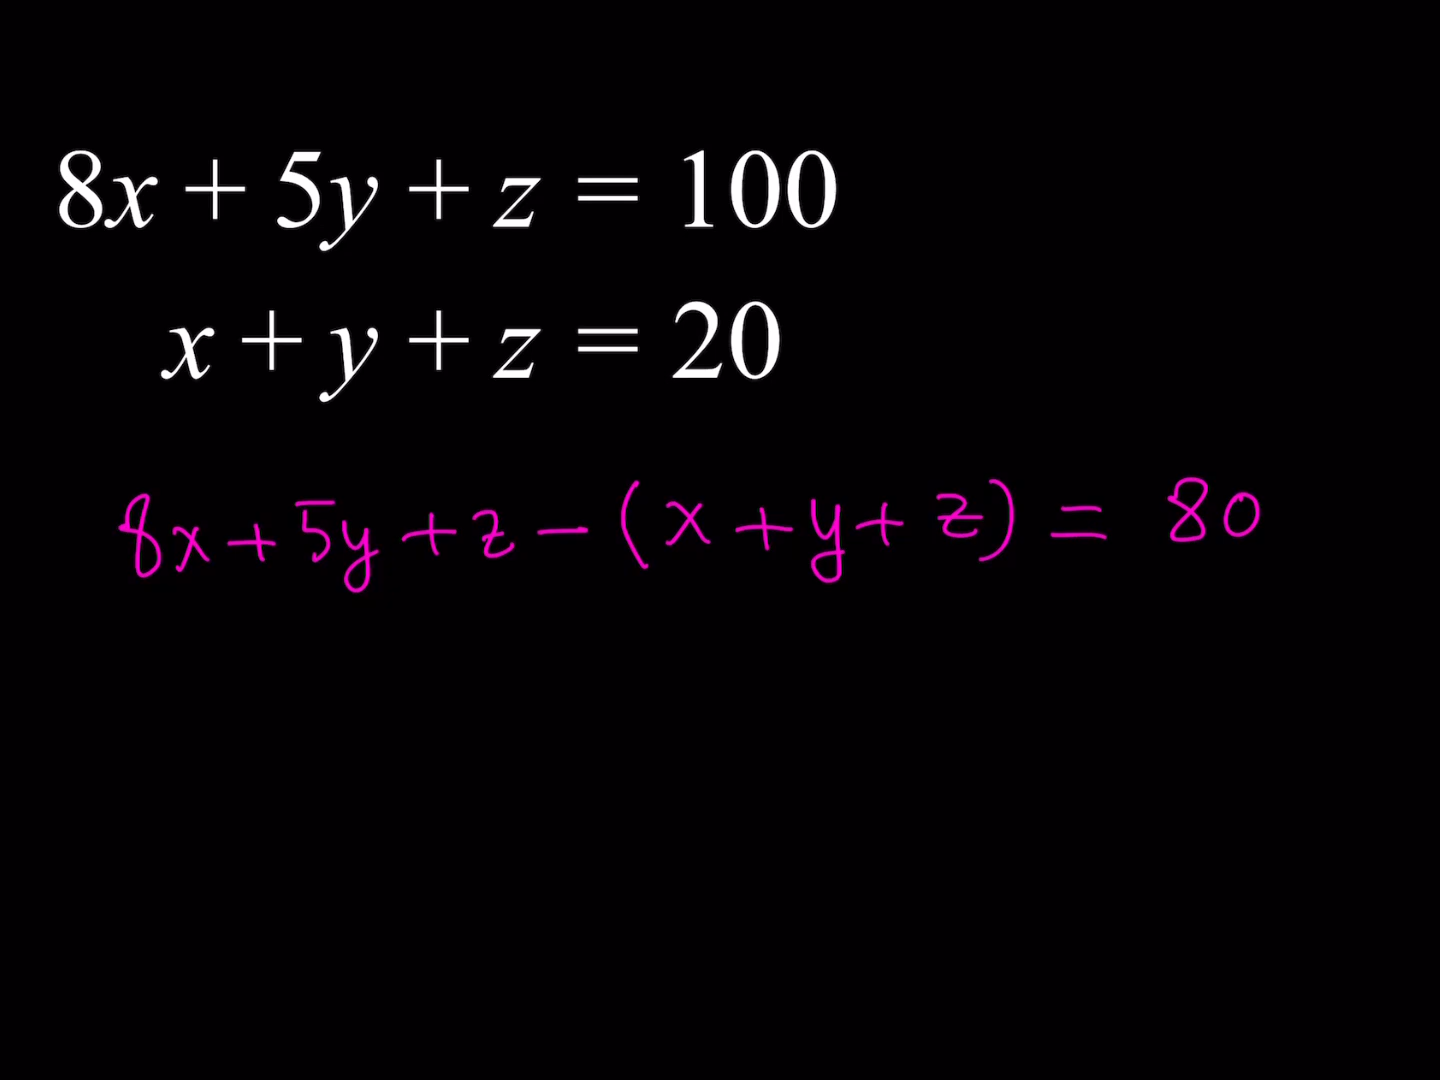 8x + 5y + z = 100
x + y + z = 20
8x + 5y + z - (x + y + z) = 80